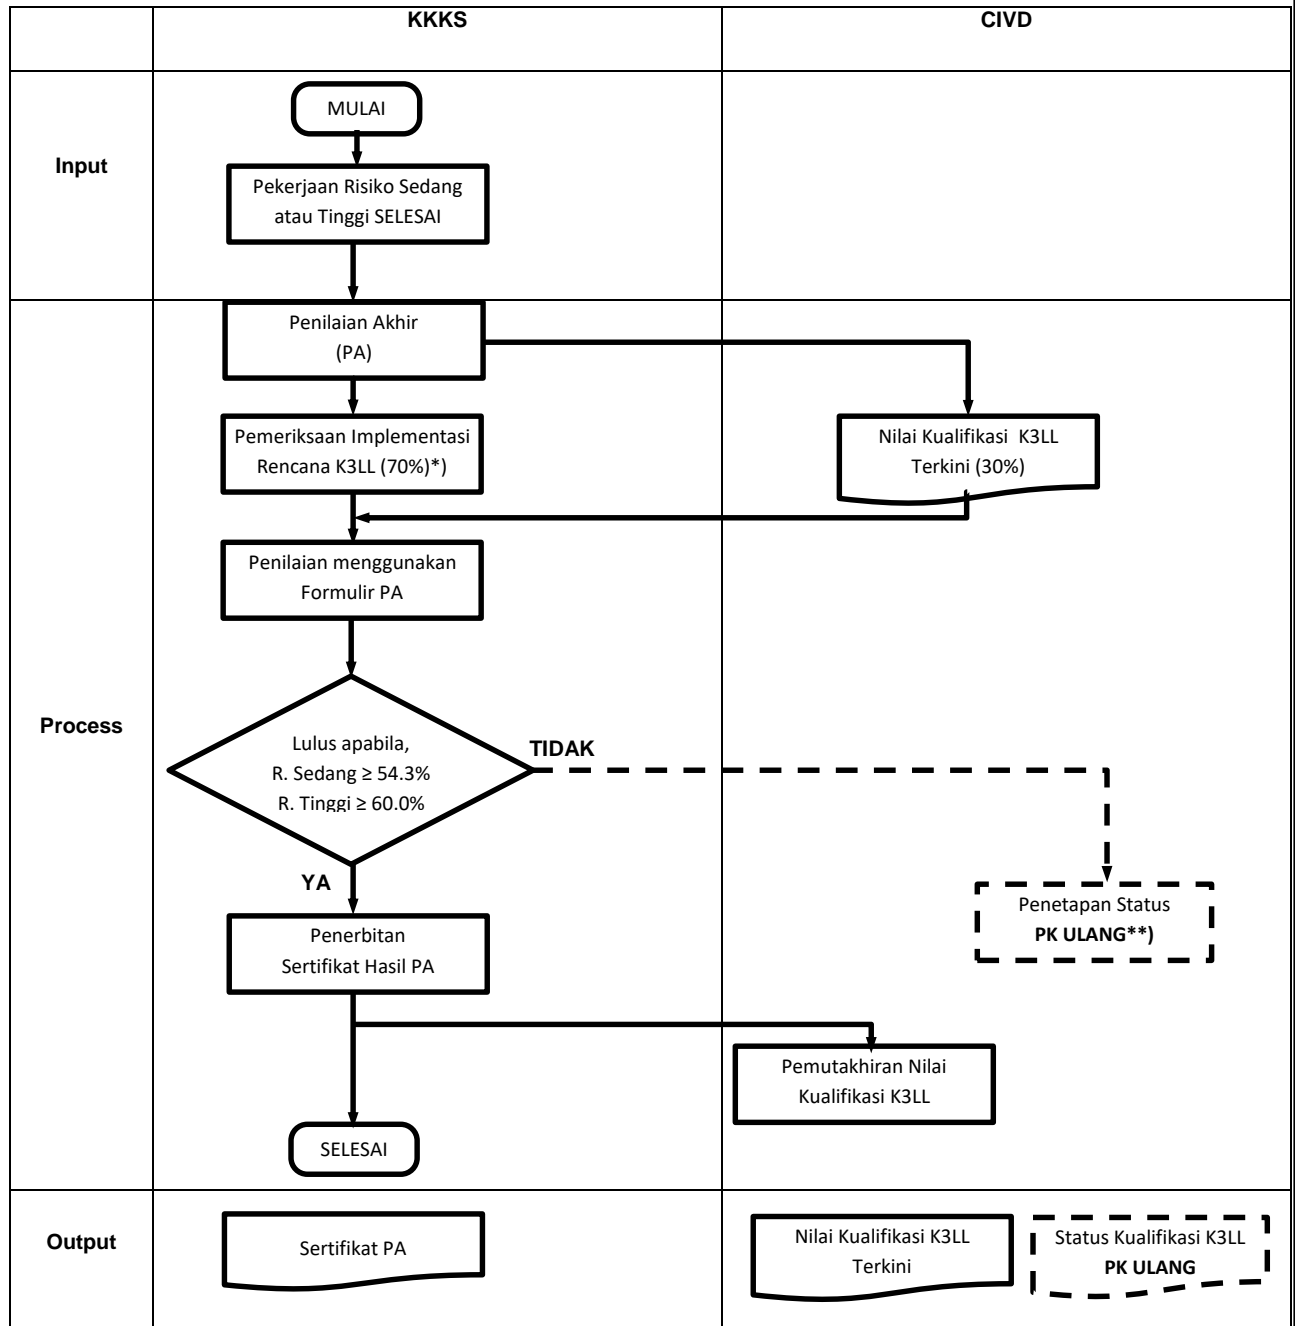 KKKS
CIVD
Input
MULAI
Pekerjaan Risiko Sedang
atau Tinggi SELESAI
Process
Penilaian Akhir
(PA)
Pemeriksaan Implementasi
Rencana K3LL (70%)*)
Nilai Kualifikasi K3LL
Terkini (30%)
Penilaian menggunakan
Formulir PA
Lulus apabila,
R. Sedang ≥ 54.3%
R. Tinggi ≥ 60.0%
TIDAK
YA
Penetapan Status
PK ULANG**)
Penerbitan
Sertifikat Hasil PA
Pemutakhiran Nilai
Kualifikasi K3LL
SELESAI
Output
Sertifikat PA
Nilai Kualifikasi K3LL
Terkini
Status Kualifikasi K3LL
PK ULANG